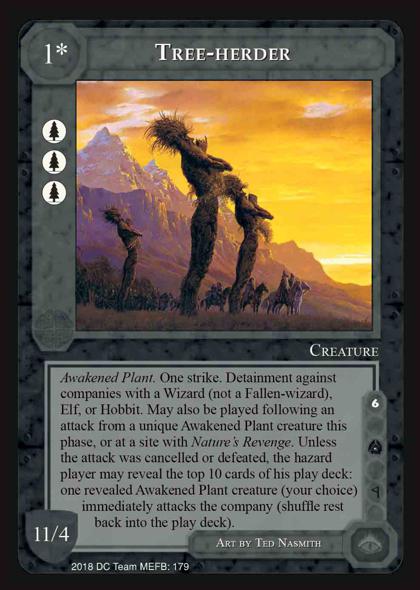 1*
Tree-herder
Creature
Awakened Plant. One strike. Detainment against
companies with a Wizard (not a Fallen-wizard),
Elf, or Hobbit. May also be played following an
attack from a unique Awakened Plant creature this
phase, or at a site with Nature's Revenge. Unless
the attack was cancelled or defeated, the hazard
player may reveal the top 10 cards of his play deck:
one revealed Awakened Plant creature (your choice)
immediately attacks the company (shuffle rest
back into the play deck).
6
11/4
Art by Ted Nasmith
2018 DC Team MEFB: 179